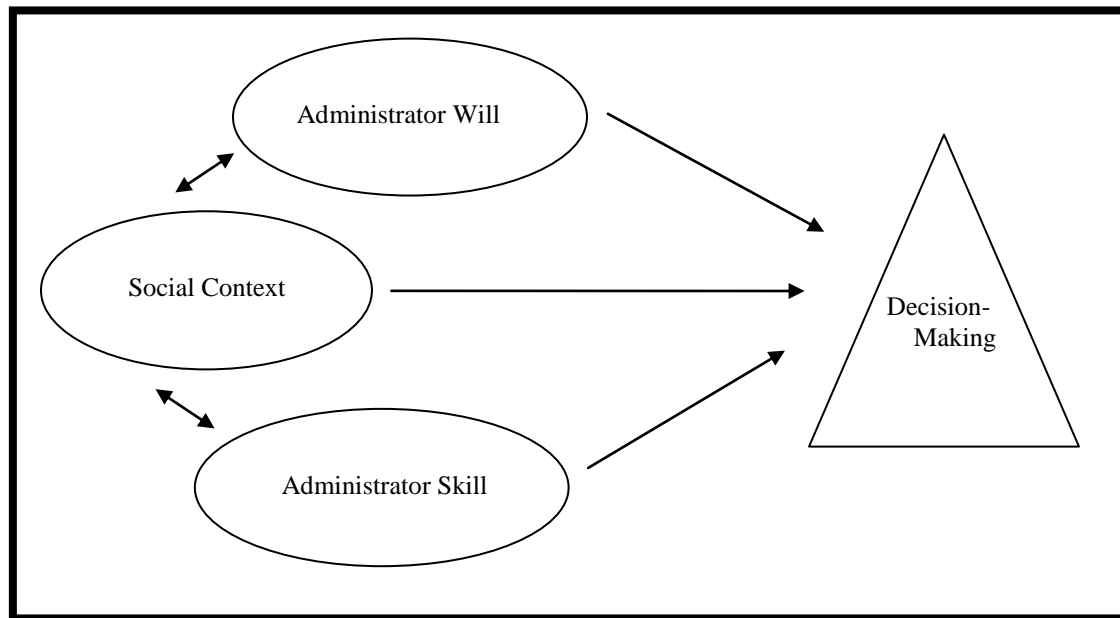 Administrator Will
Social Context
Decision-
Making
Administrator Skill